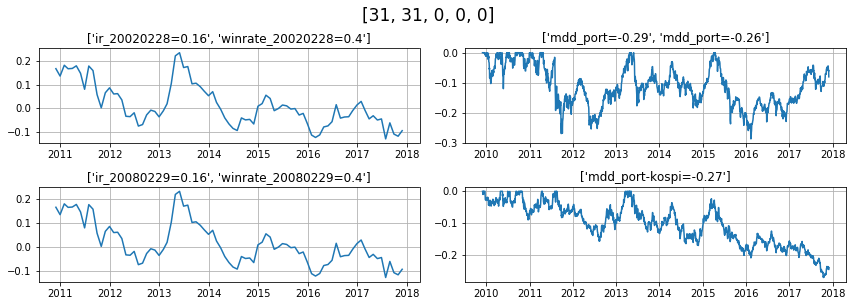 [31, 31, 0, 0, 0]
['ir_20020228=0.16', 'winrate_20020228=0.4']
0.2
0.1
0.0
−0.1
2011 2012 2013 2014 2015 2016 2017 2018
['mdd_port=-0.29', 'mdd_port=-0.26']
0.0
−0.1
−0.2
−0.3
2010 2011 2012 2013 2014 2015 2016 2017 2018
['ir_20080229=0.16', 'winrate_20080229=0.4']
0.2
0.1
0.0
−0.1
2011 2012 2013 2014 2015 2016 2017 2018
['mdd_port-kospi=-0.27']
0.0
−0.1
−0.2
2010 2011 2012 2013 2014 2015 2016 2017 2018